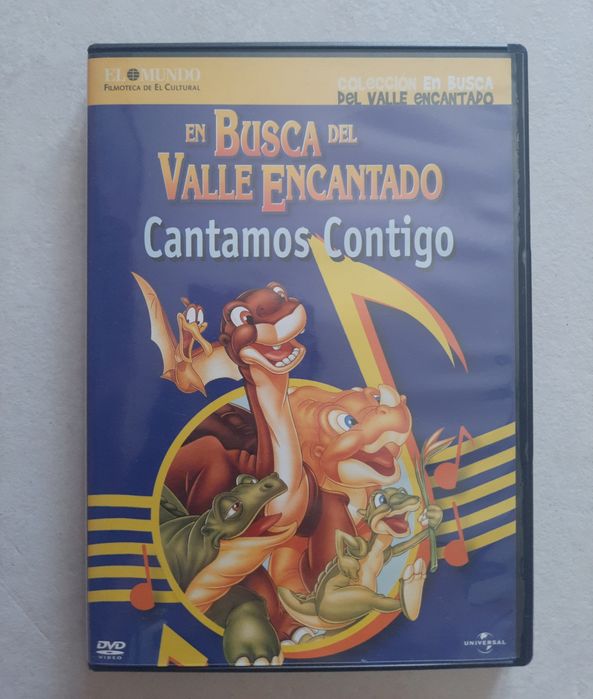 EL MUNDO
FILMOTECA DE EL CULTURAL
COLECCIÓN EN BUSCA
DEL VALLE ENCANTADO
EN BUSCA DEL
VALLE ENCANTADO
Cantamos Contigo
DVD
VIDEO
UNIVERSAL